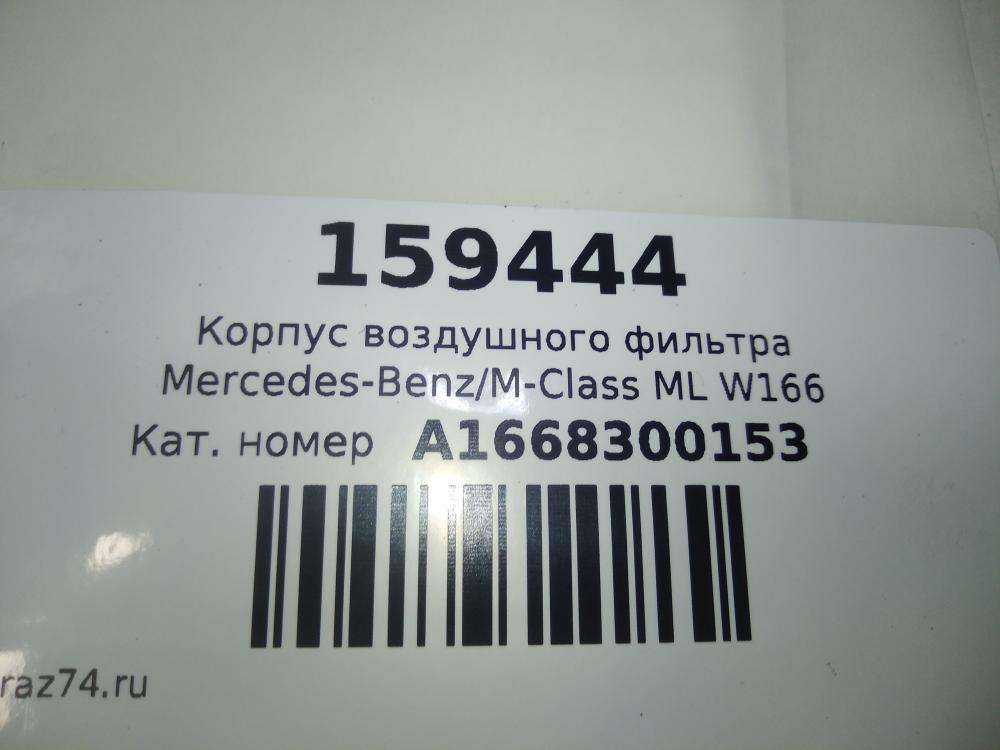 159444
Корпус воздушного фильтра
Mercedes-Benz/M-Class ML W166
Кат. номер A1668300153
raz74.ru